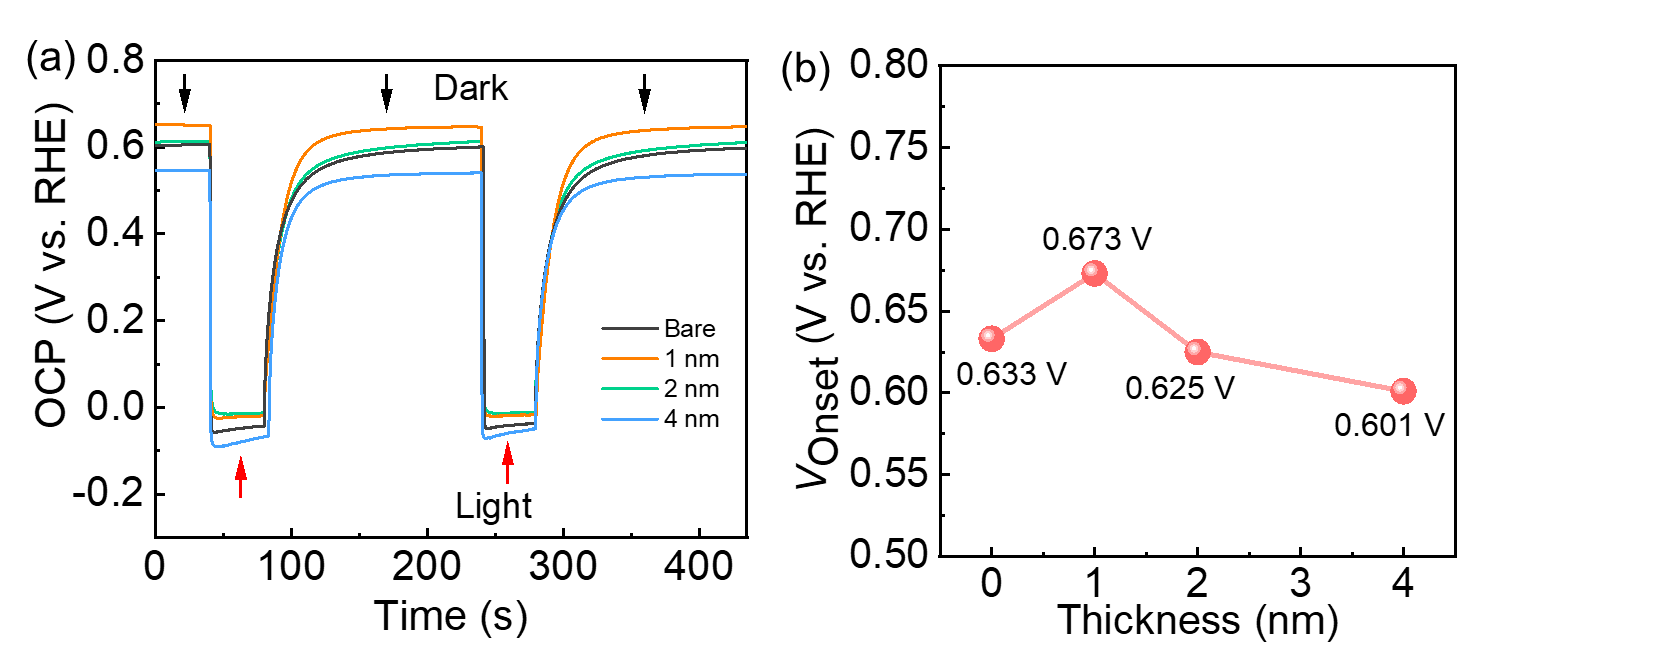 (a)
OCP (V vs. RHE)
0.8
0.6
0.4
0.2
0.0
-0.2
Dark
Bare
1 nm
2 nm
4 nm
Light
0 100 200 300 400
Time (s)
(b)
VOnset (V vs. RHE)
0.80
0.75
0.70
0.65
0.60
0.55
0.50
0.673 V
0.633 V
0.625 V
0.601 V
0 1 2 3 4
Thickness (nm)